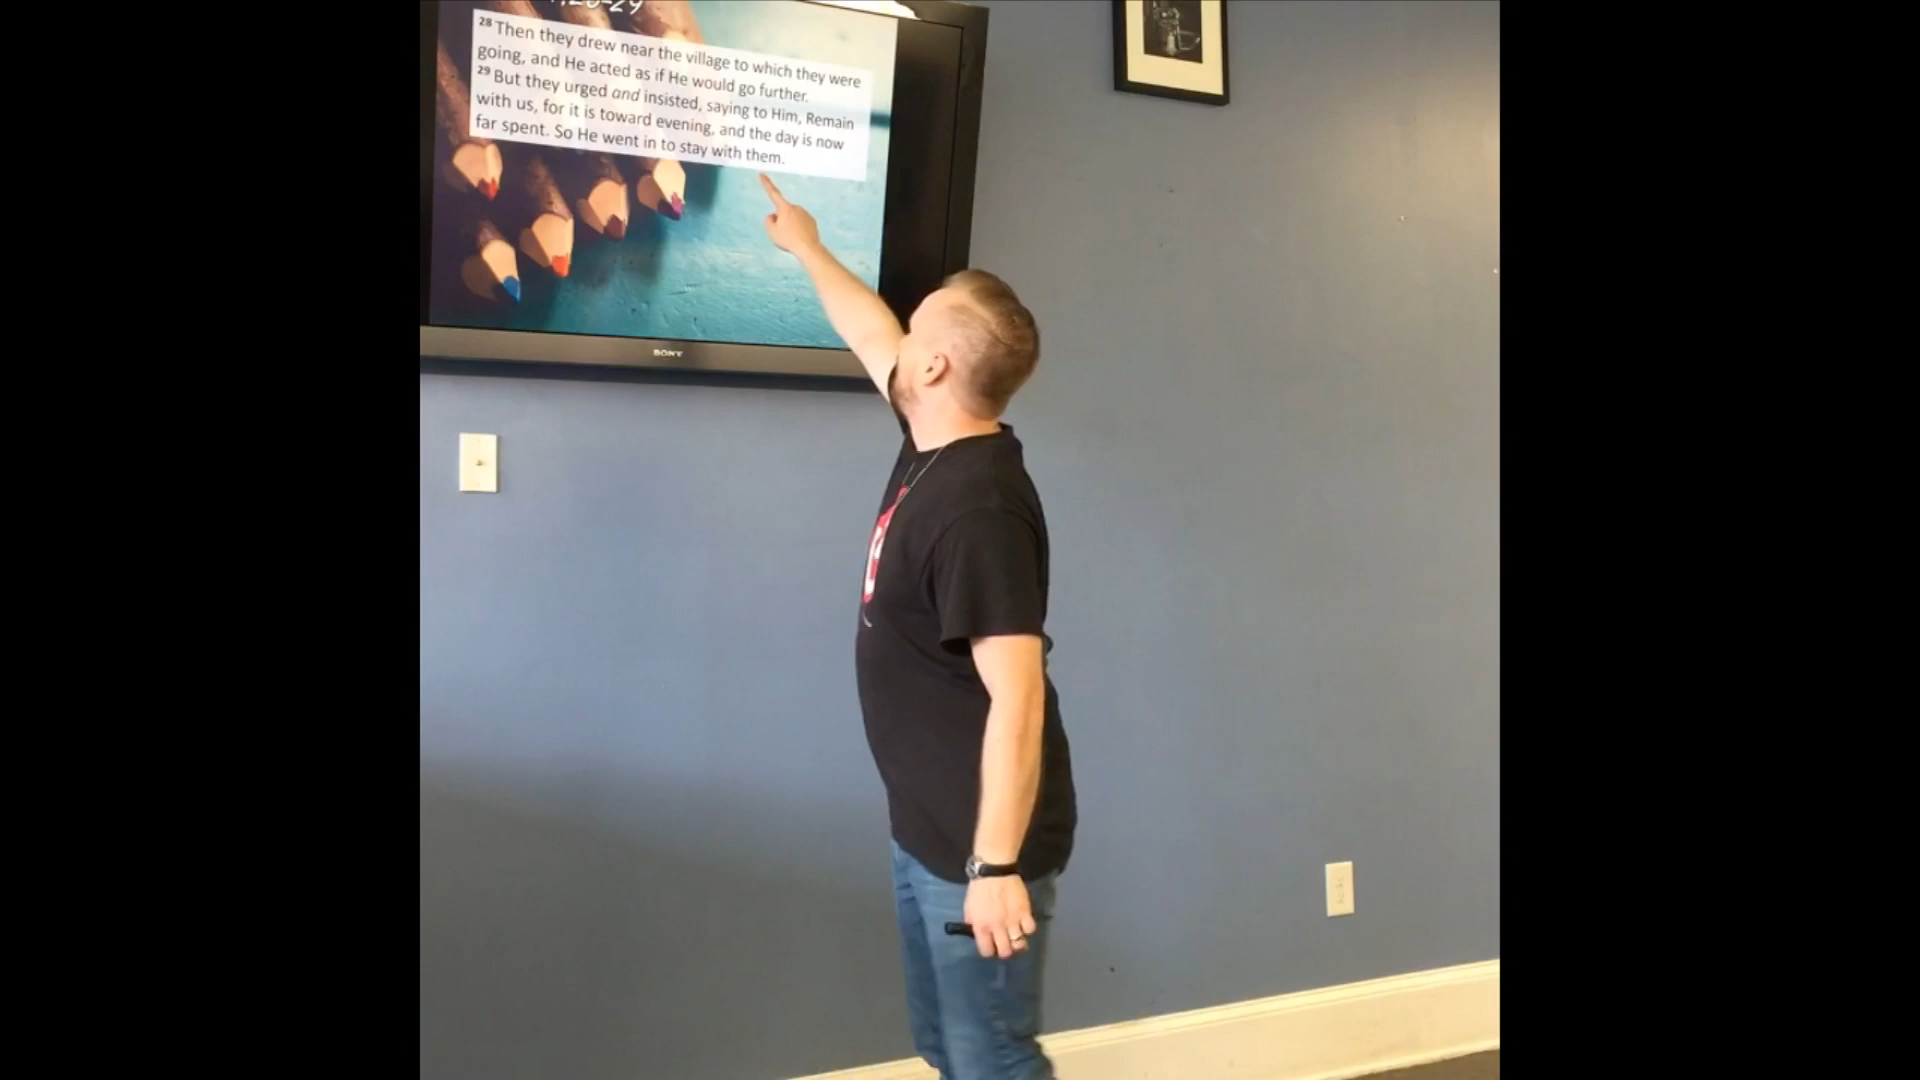 28 Then they drew near the village to which they were
going, and He acted as if He would go further.
29 But they urged and insisted, saying to Him, Remain
with us, for it is toward evening, and the day is now
far spent. So He went in to stay with them.
SONY